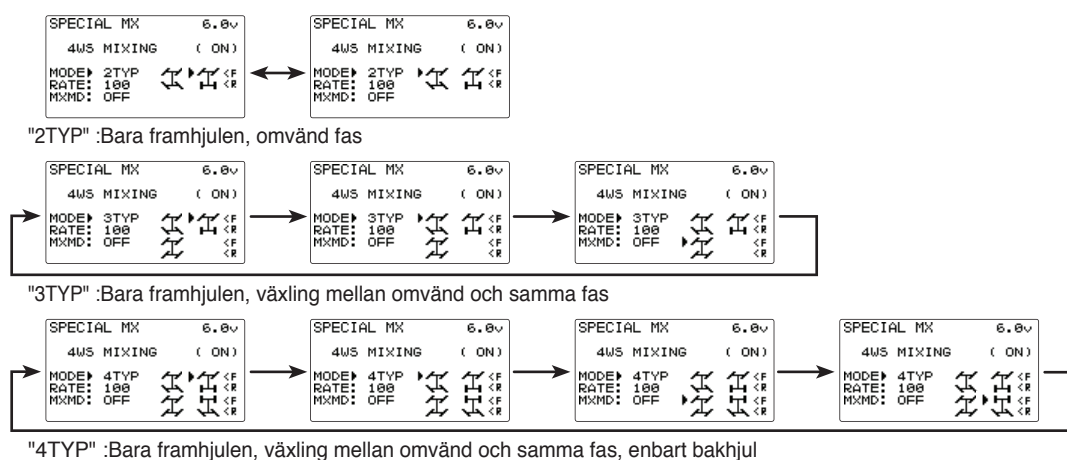 SPECIAL MX 6.0v
4WS MIXING ( ON)
MODE 2TYP <F
RATE: 100 <R
MXMD: OFF
SPECIAL MX 6.0v
4WS MIXING ( ON)
MODE 2TYP <F
RATE: 100 <R
MXMD: OFF
"2TYP" :Bara framhjulen, omvänd fas
SPECIAL MX 6.0v
4WS MIXING ( ON)
MODE 3TYP <F
RATE: 100 <R
MXMD: OFF <F
<R
SPECIAL MX 6.0v
4WS MIXING ( ON)
MODE 3TYP <F
RATE: 100 <R
MXMD: OFF <F
<R
SPECIAL MX 6.0v
4WS MIXING ( ON)
MODE 3TYP <F
RATE: 100 <R
MXMD: OFF <F
<R
"3TYP" :Bara framhjulen, växling mellan omvänd och samma fas
SPECIAL MX 6.0v
4WS MIXING ( ON)
MODE 4TYP <F
RATE: 100 <R
MXMD: OFF <F
<R
SPECIAL MX 6.0v
4WS MIXING ( ON)
MODE 4TYP <F
RATE: 100 <R
MXMD: OFF <F
<R
SPECIAL MX 6.0v
4WS MIXING ( ON)
MODE 4TYP <F
RATE: 100 <R
MXMD: OFF <F
<R
SPECIAL MX 6.0v
4WS MIXING ( ON)
MODE 4TYP <F
RATE: 100 <R
MXMD: OFF <F
<R
"4TYP" :Bara framhjulen, växling mellan omvänd och samma fas, enbart bakhjul